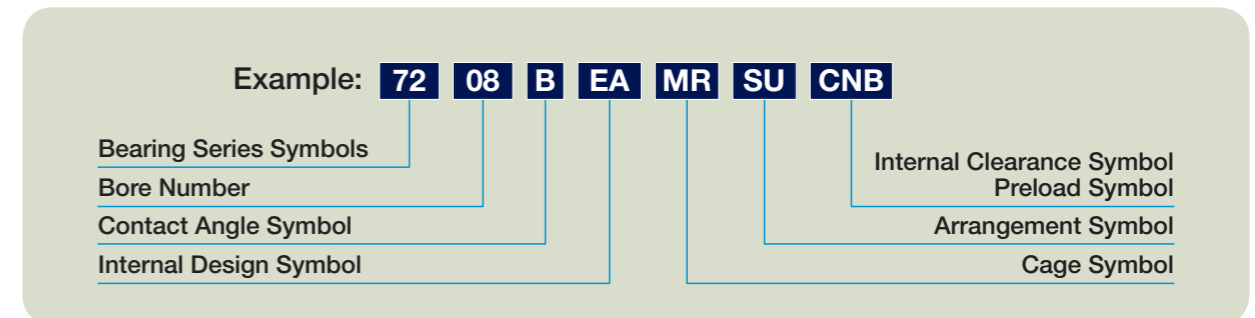 Example: 72 08 B EA MR SU CNB
Bearing Series Symbols
Bore Number
Contact Angle Symbol
Internal Design Symbol
Internal Clearance Symbol
Preload Symbol
Arrangement Symbol
Cage Symbol